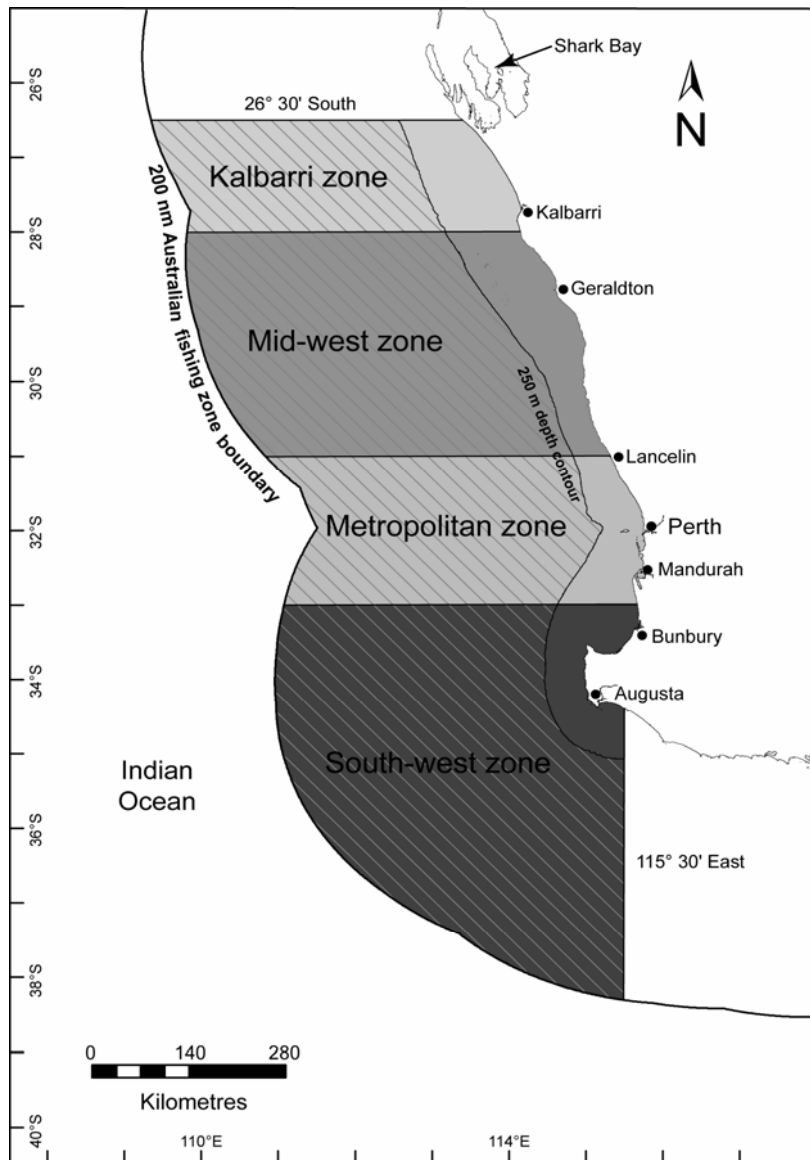 Shark Bay
26°S
26° 30' South
N
Kalbarri zone
Kalbarri
28°S
200 nm Australian fishing zone boundary
Geraldton
Mid-west zone
30°S
250 m depth contour
Lancelin
Metropolitan zone
Perth
32°S
Mandurah
Bunbury
34°S
Augusta
South-west zone
Indian
Ocean
36°S
115° 30' East
38°S
0 140 280
Kilometres
40°S
110°E 114°E